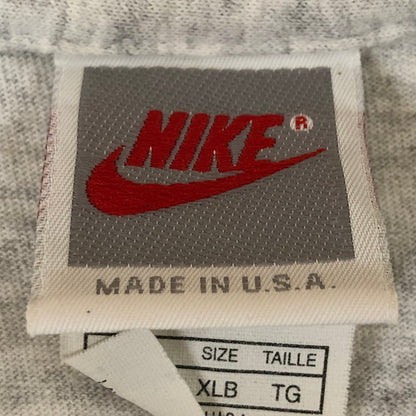 NIKE®
MADE IN U.S.A.
SIZE TAILLE
XLB TG